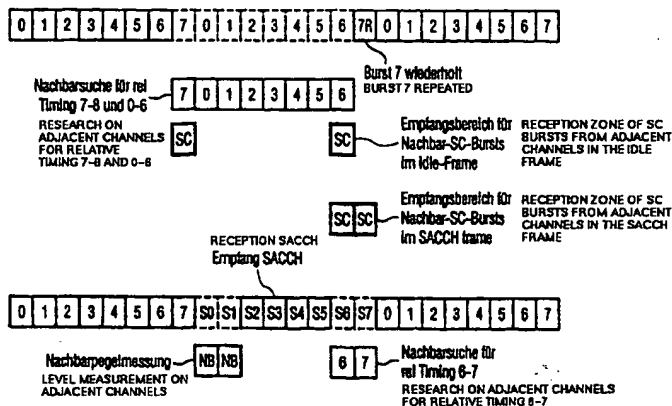 0 1 2 3 4 5 6 7 0 1 2 3 4 5 6 7R 0 1 2 3 4 5 6 7
Burst 7 wiederholt
BURST 7 REPEATED
Nachbarsuche für rel
Timing 7-8 und 0-6
7 0 1 2 3 4 5 6
RESEARCH ON
ADJACENT CHANNELS
FOR RELATIVE
TIMING 7-8 AND 0-6
SC
SC
Empfangsbereich für
Nachbar-SC-Bursts
im Idle-Frame
RECEPTION ZONE OF SC
BURSTS FROM ADJACENT
CHANNELS IN THE IDLE
FRAME
SC SC
Empfangsbereich für
Nachbar-SC-Bursts
im SACCH frame
RECEPTION ZONE OF SC
BURSTS FROM ADJACENT
CHANNELS IN THE SACCH
FRAME
RECEPTION SACCH
Empfang SACCH
0 1 2 3 4 5 6 7 S0 S1 S2 S3 S4 S5 S6 S7 0 1 2 3 4 5 6 7
Nachbarpegelmessung
NB NB
LEVEL MEASUREMENT ON
ADJACENT CHANNELS
6 7
Nachbarsuche für
rel Timing 6-7
RESEARCH ON ADJACENT CHANNELS
FOR RELATIVE TIMING 6-7